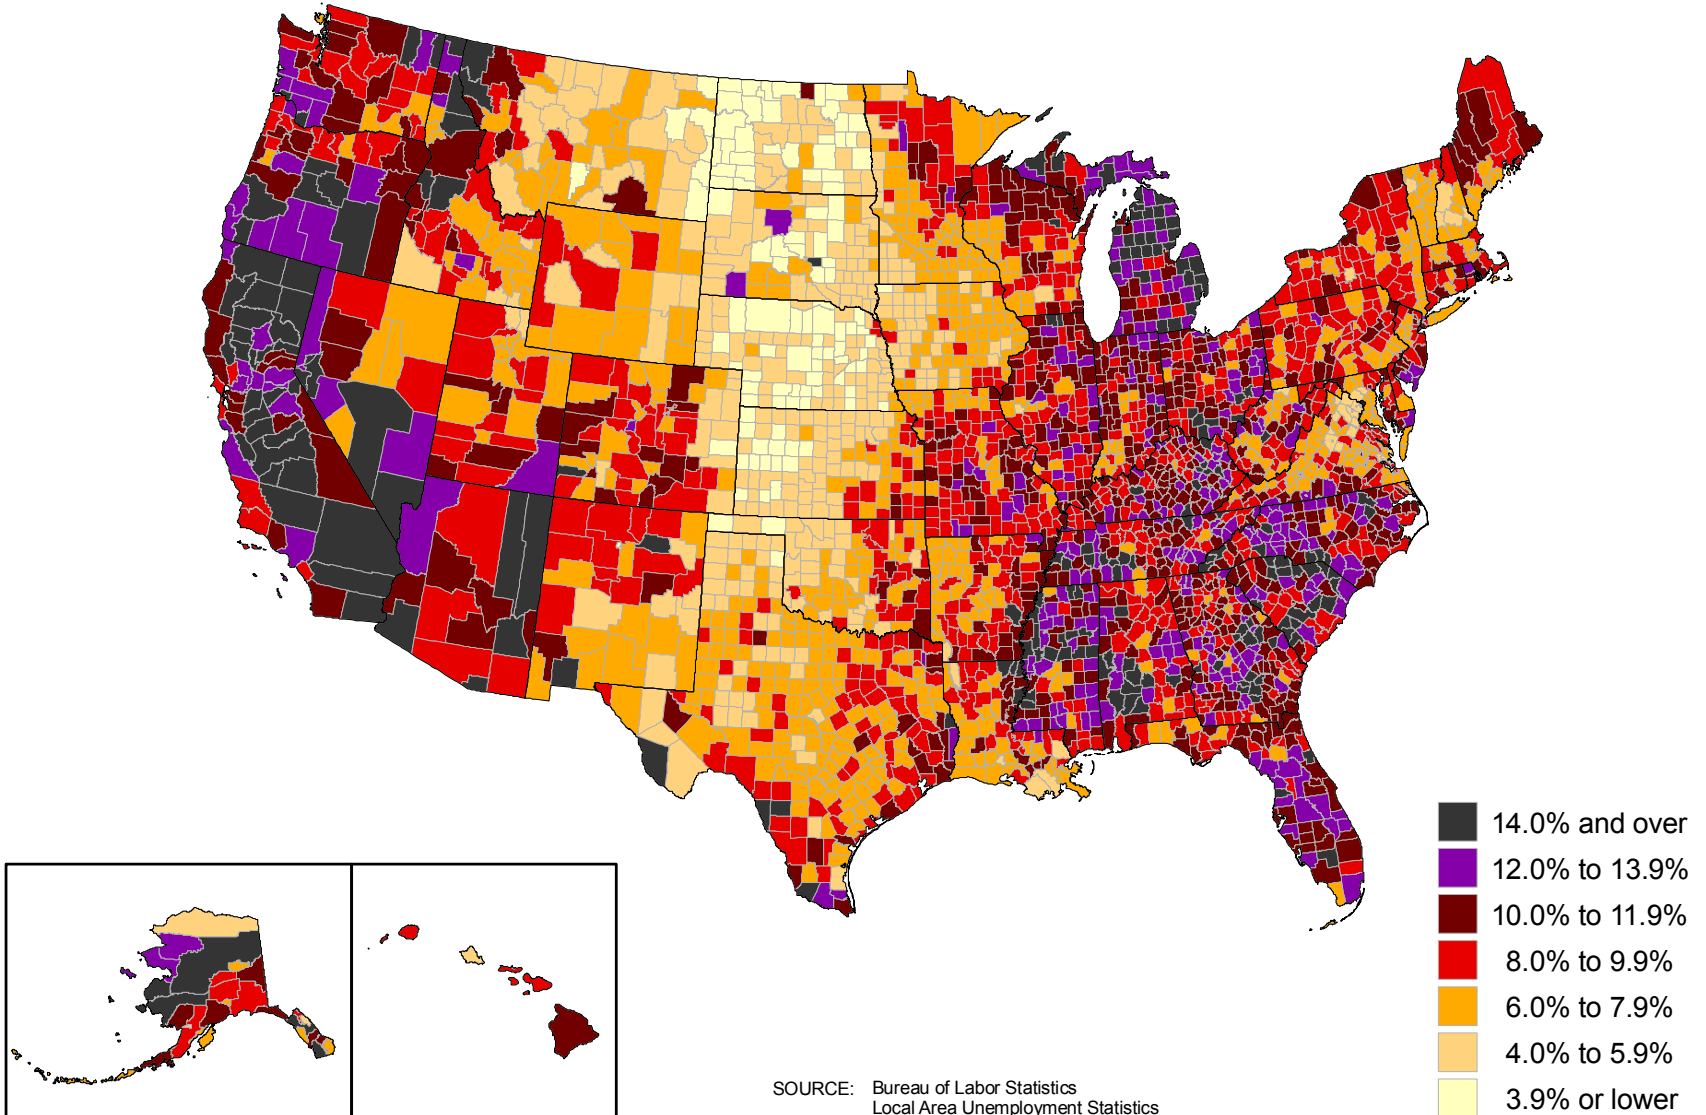 14.0% and over
12.0% to 13.9%
10.0% to 11.9%
8.0% to 9.9%
6.0% to 7.9%
4.0% to 5.9%
3.9% or lower
SOURCE: Bureau of Labor Statistics
Local Area Unemployment Statistics